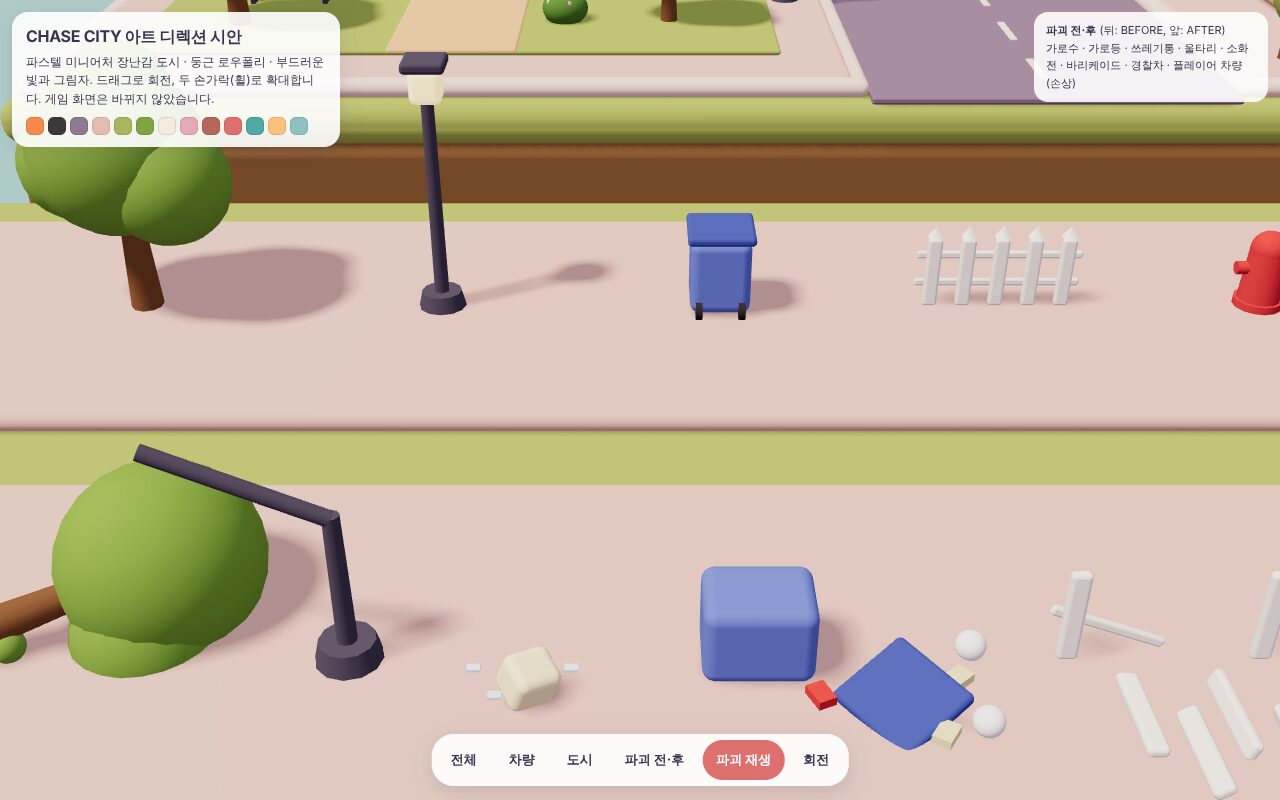 CHASE CITY 아트 디렉션 시안
파스텔 미니어처 장난감 도시 · 둥근 로우폴리 · 부드러운
빛과 그림자. 드래그로 회전, 두 손가락(휠)로 확대합니
다. 게임 화면은 바뀌지 않았습니다.
파괴 전·후 (뒤: BEFORE, 앞: AFTER)
가로수 · 가로등 · 쓰레기통 · 울타리 · 소화
전 · 바리케이드 · 경찰차 · 플레이어 차량
(손상)
전체
차량
도시
파괴 전·후
파괴 재생
회전